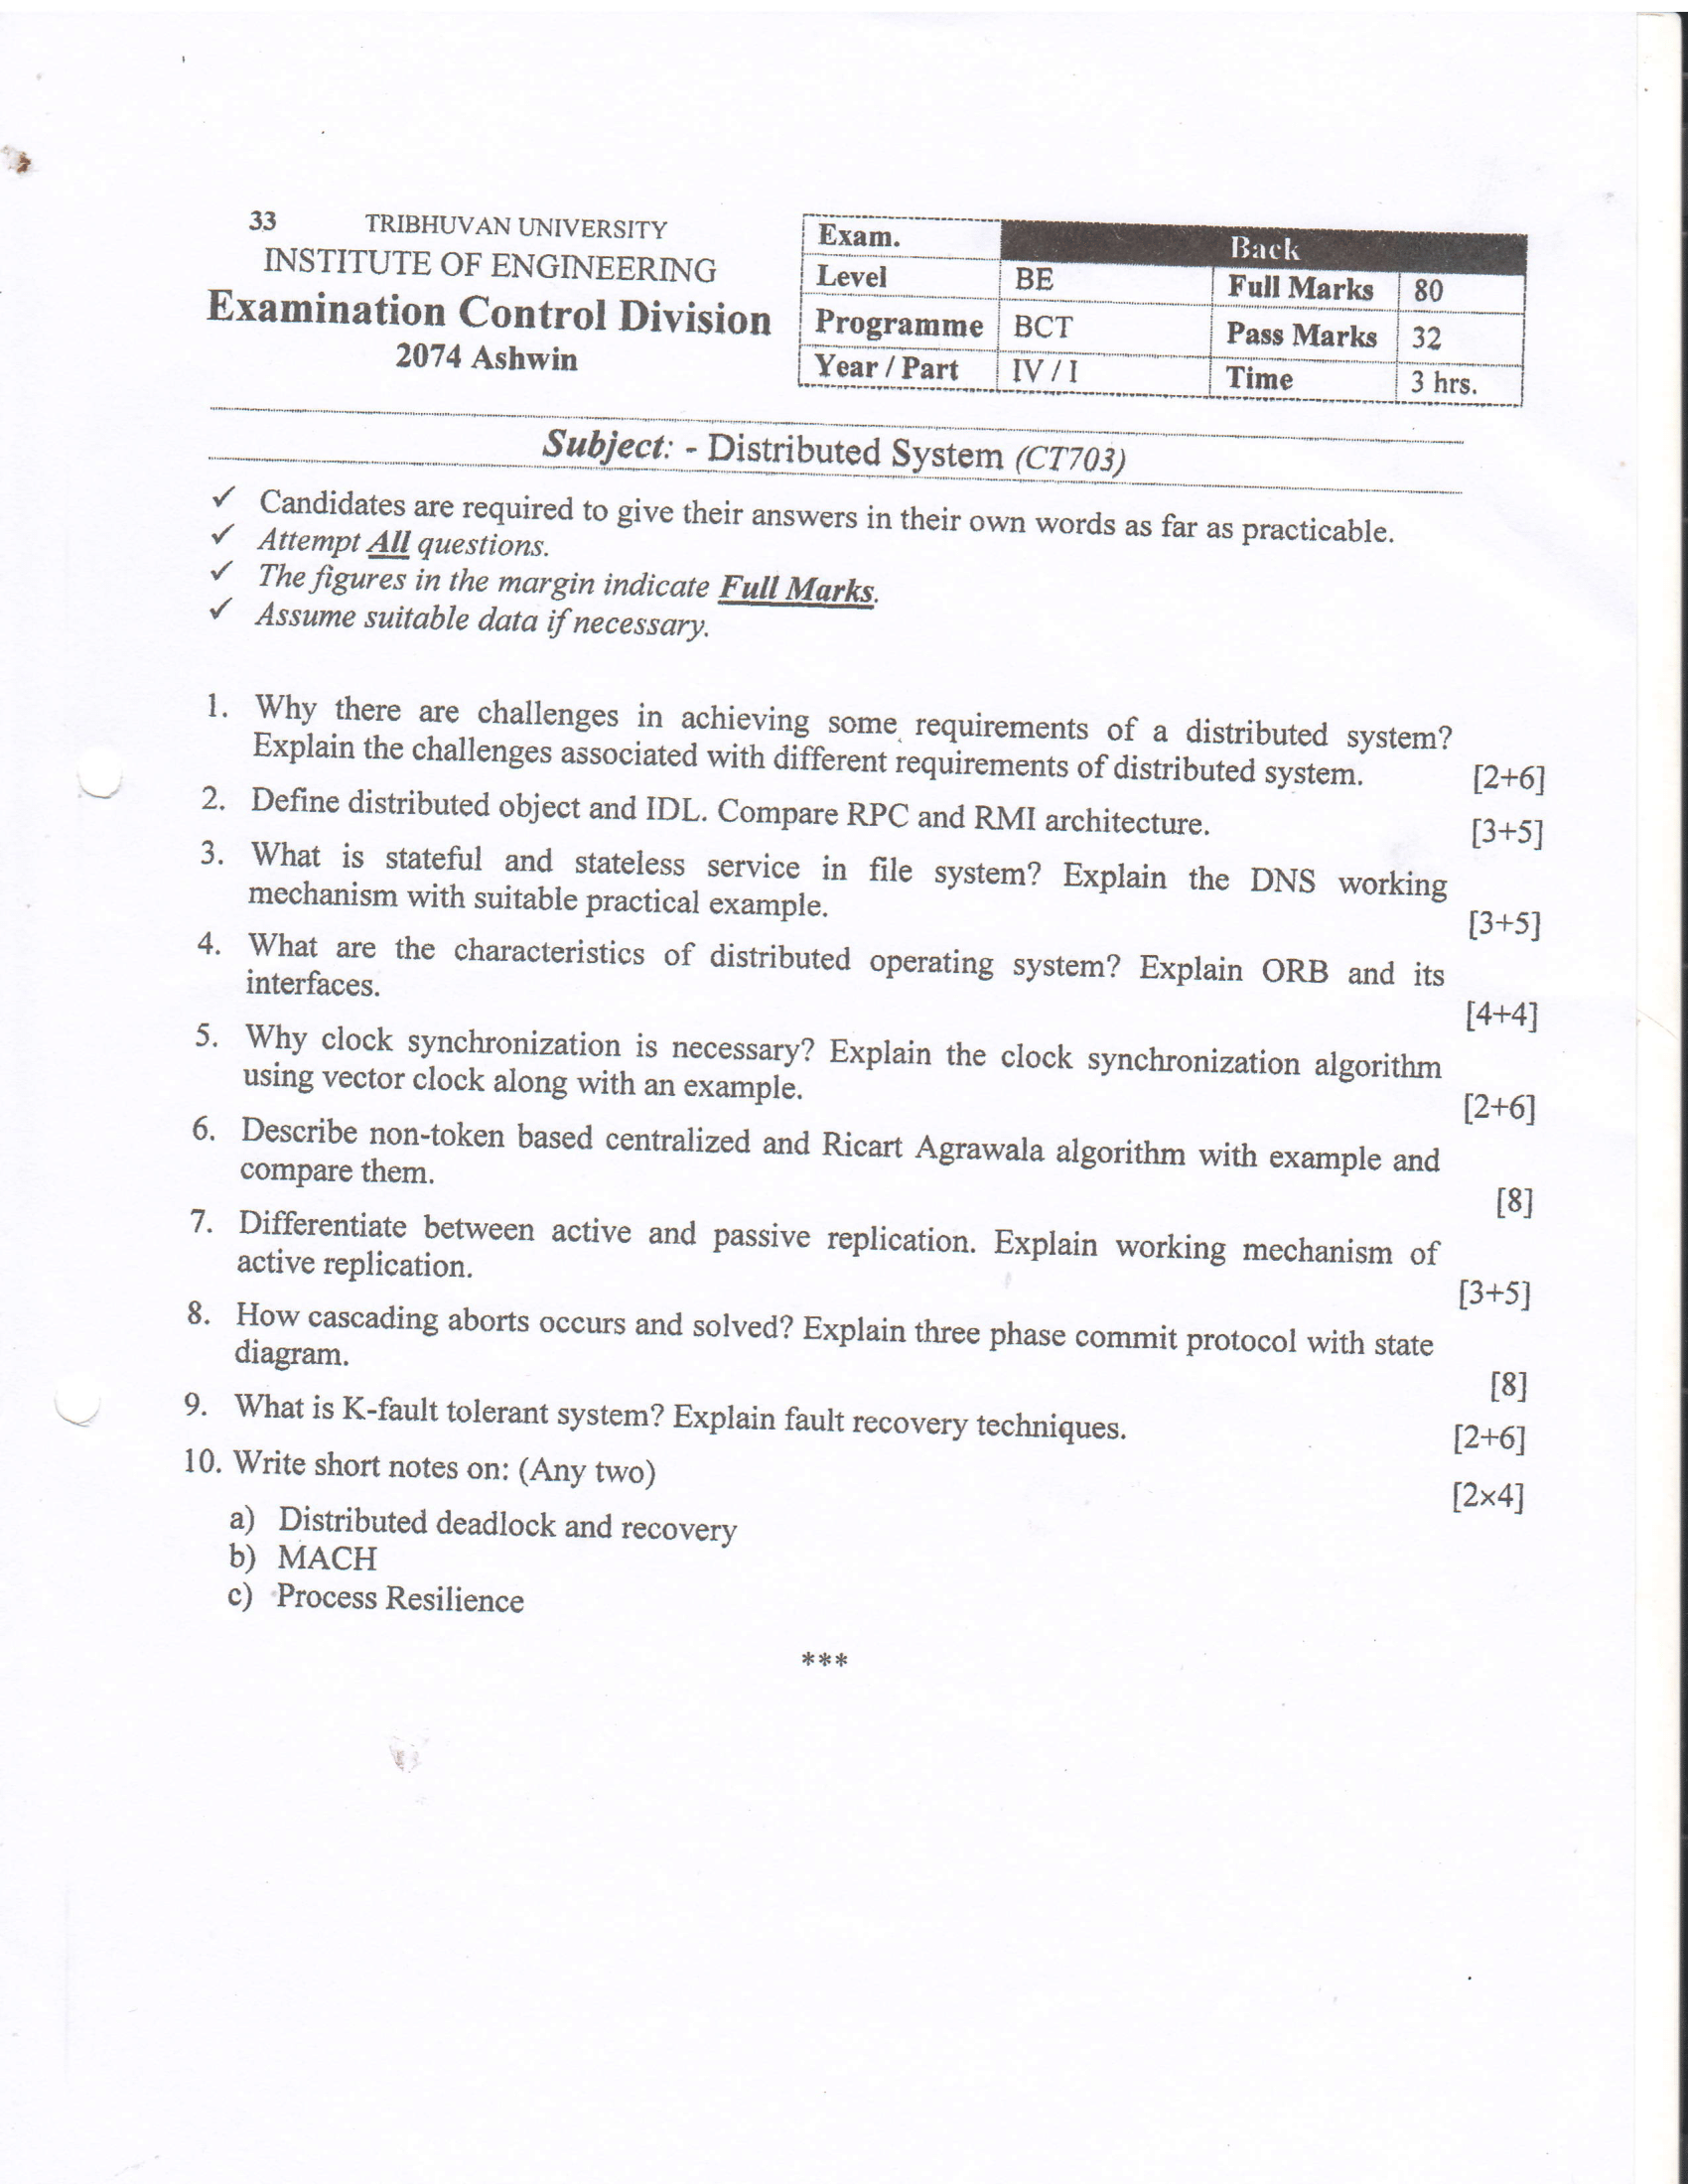 33 TRIBHUVAN UNIVERSITY
INSTITUTE OF ENGINEERING
Examination Control Division
2074 Ashwin
Exam. Back
Level BE Full Marks 80
Programme BCT Pass Marks 32
Year / Part IV / I Time 3 hrs.
Subject: - Distributed System (CT703)
✓ Candidates are required to give their answers in their own words as far as practicable.
✓ Attempt All questions.
✓ The figures in the margin indicate Full Marks.
✓ Assume suitable data if necessary.
1. Why there are challenges in achieving some requirements of a distributed system?
Explain the challenges associated with different requirements of distributed system. [2+6]
2. Define distributed object and IDL. Compare RPC and RMI architecture. [3+5]
3. What is stateful and stateless service in file system? Explain the DNS working
mechanism with suitable practical example. [3+5]
4. What are the characteristics of distributed operating system? Explain ORB and its
interfaces. [4+4]
5. Why clock synchronization is necessary? Explain the clock synchronization algorithm
using vector clock along with an example. [2+6]
6. Describe non-token based centralized and Ricart Agrawala algorithm with example and
compare them. [8]
7. Differentiate between active and passive replication. Explain working mechanism of
active replication. [3+5]
8. How cascading aborts occurs and solved? Explain three phase commit protocol with state
diagram. [8]
9. What is K-fault tolerant system? Explain fault recovery techniques. [2+6]
10. Write short notes on: (Any two) [2×4]
a) Distributed deadlock and recovery
b) MACH
c) Process Resilience
***